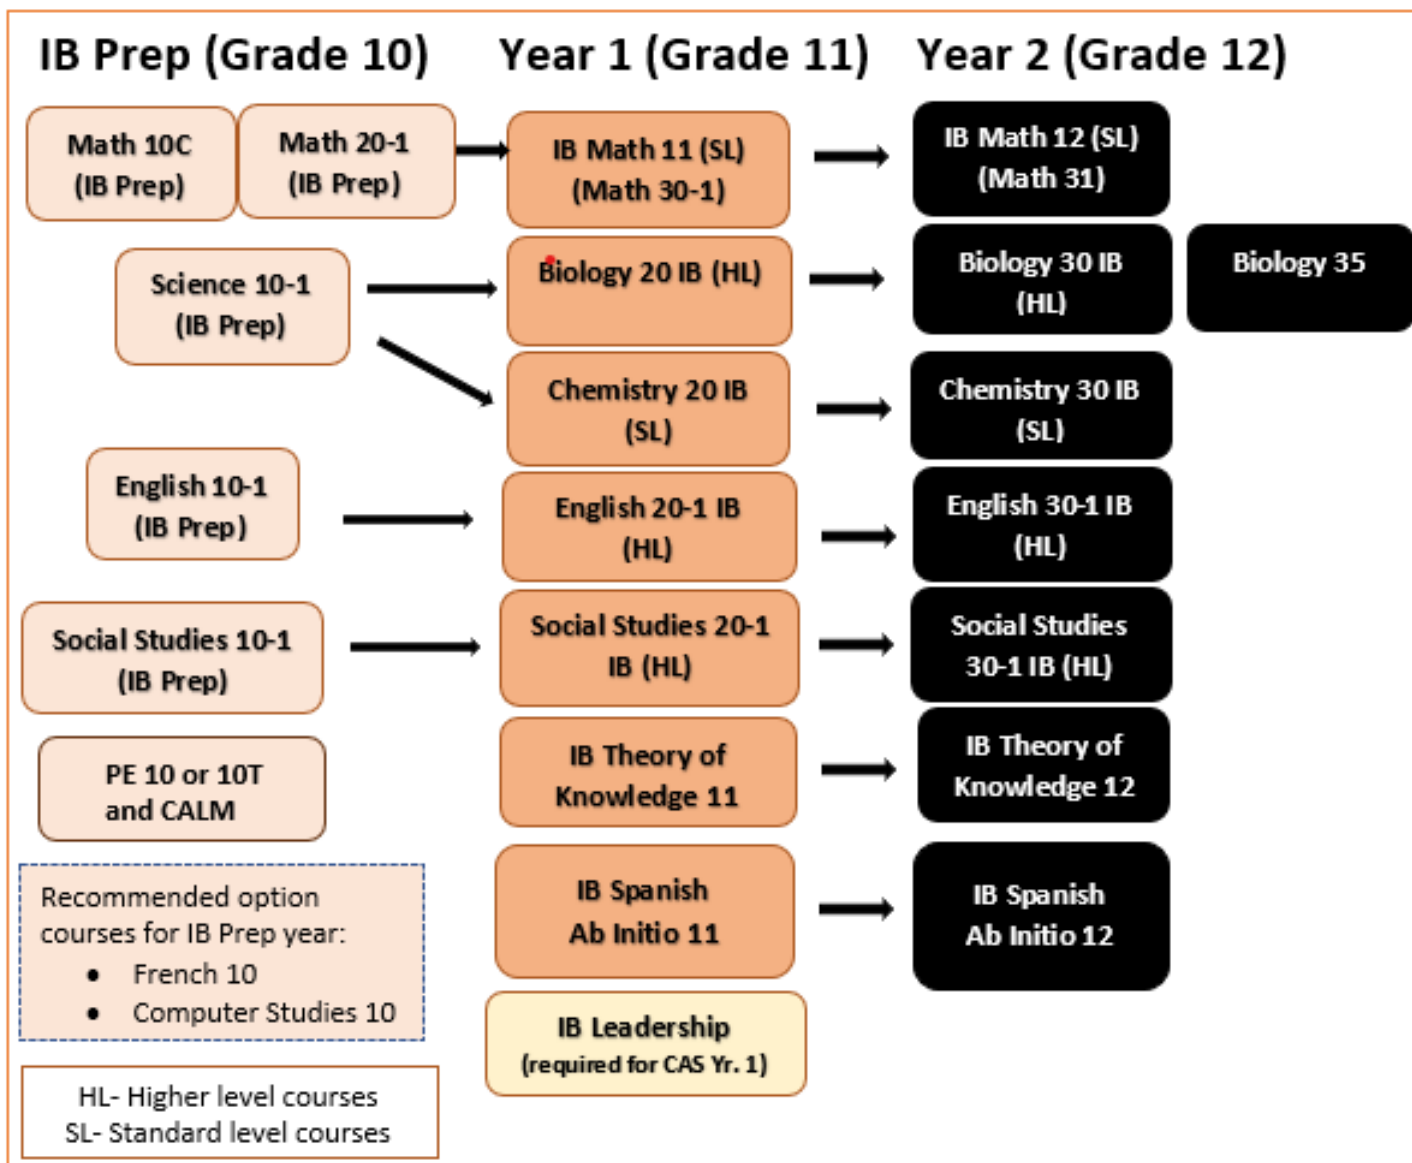 IB Prep (Grade 10)
Year 1 (Grade 11)
Year 2 (Grade 12)
Math 10C
(IB Prep)
Math 20-1
(IB Prep)
IB Math 11 (SL)
(Math 30-1)
IB Math 12 (SL)
(Math 31)
Science 10-1
(IB Prep)
Biology 20 IB (HL)
Biology 30 IB
(HL)
Biology 35
Chemistry 20 IB
(SL)
Chemistry 30 IB
(SL)
English 10-1
(IB Prep)
English 20-1 IB
(HL)
English 30-1 IB
(HL)
Social Studies 10-1
(IB Prep)
Social Studies 20-1
IB (HL)
Social Studies
30-1 IB (HL)
PE 10 or 10T
and CALM
IB Theory of
Knowledge 11
IB Theory of
Knowledge 12
Recommended option
courses for IB Prep year:
• French 10
• Computer Studies 10
IB Spanish
Ab Initio 11
IB Spanish
Ab Initio 12
IB Leadership
(required for CAS Yr. 1)
HL- Higher level courses
SL- Standard level courses